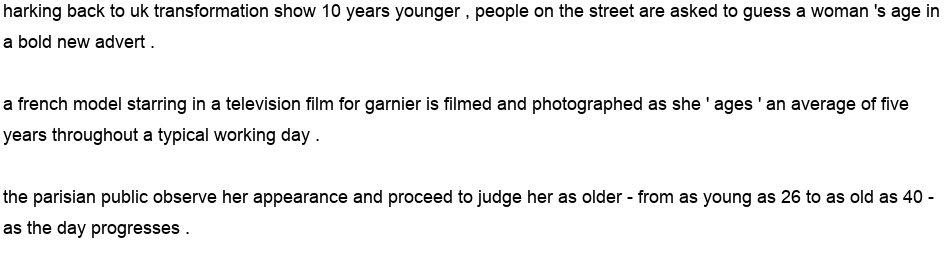 harking back to uk transformation show 10 years younger , people on the street are asked to guess a woman 's age in
a bold new advert .
a french model starring in a television film for garnier is filmed and photographed as she ' ages ' an average of five
years throughout a typical working day .
the parisian public observe her appearance and proceed to judge her as older - from as young as 26 to as old as 40 -
as the day progresses .